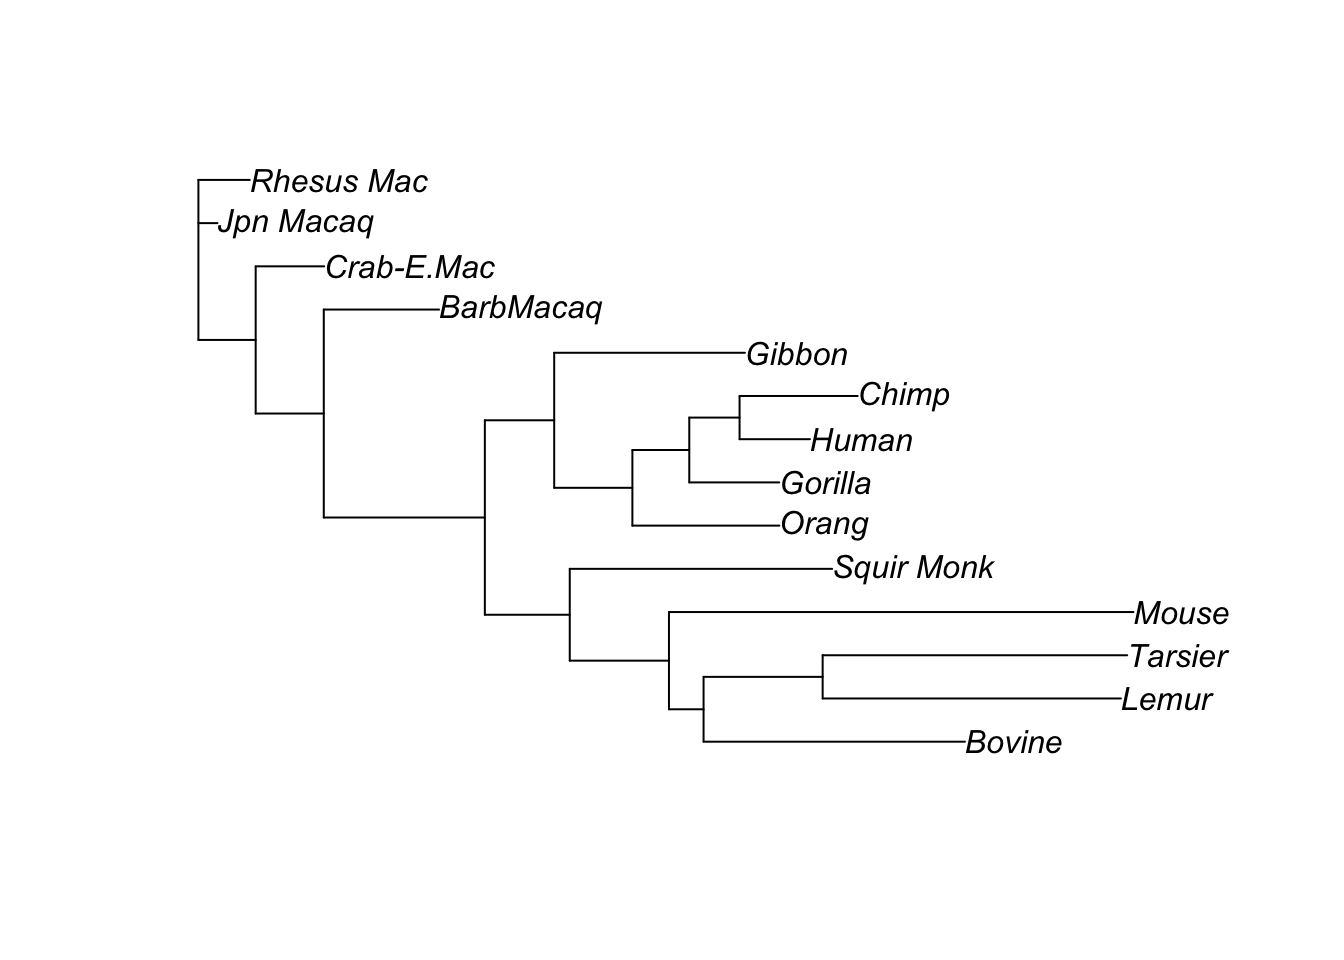 Rhesus Mac
Jpn Macaq
Crab-E.Mac
BarbMacaq
Gibbon
Chimp
Human
Gorilla
Orang
Squir Monk
Mouse
Tarsier
Lemur
Bovine